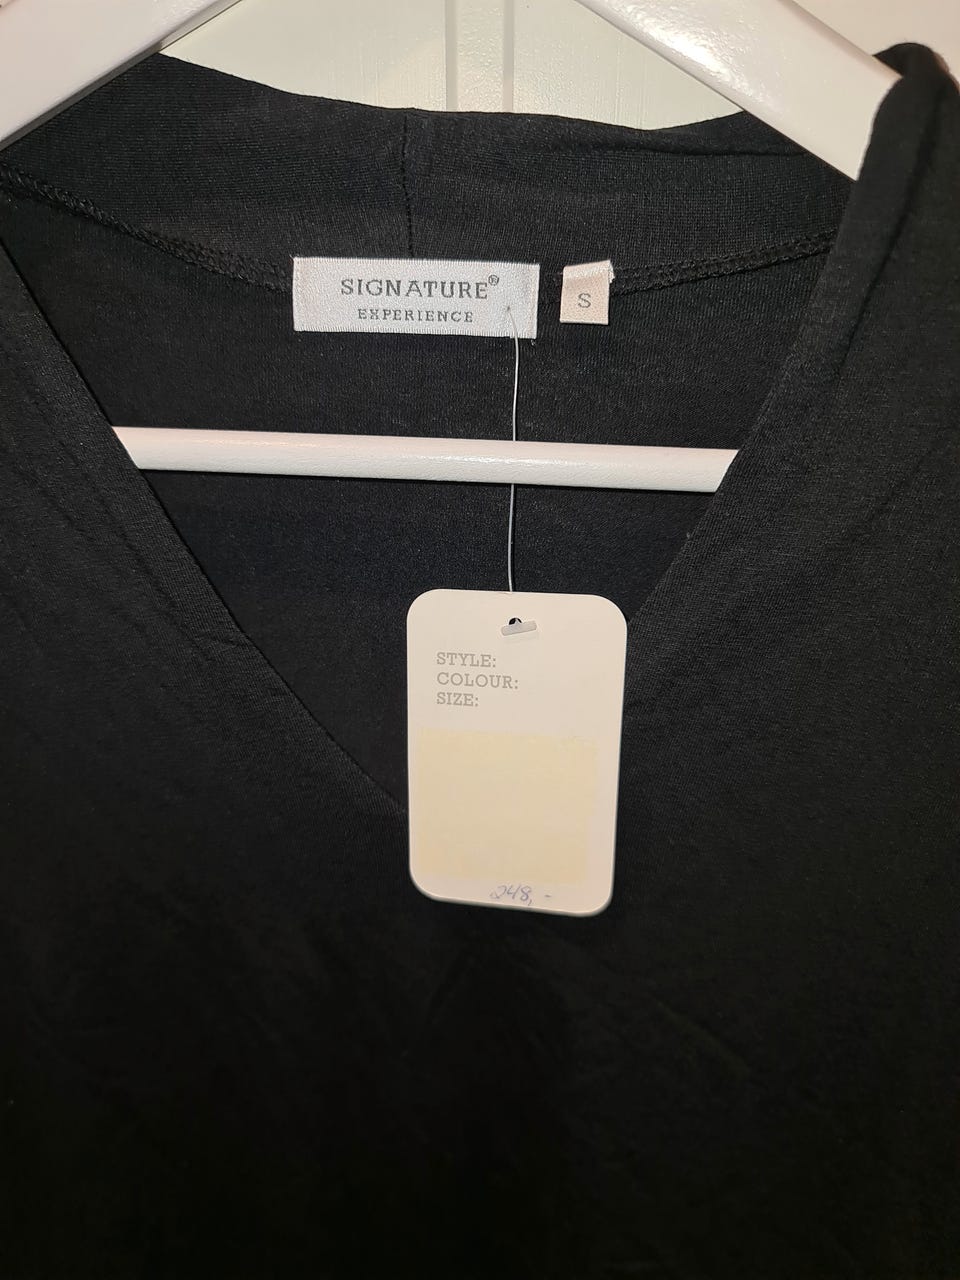 SIGNATURE®
EXPERIENCE
S
STYLE:
COLOUR:
SIZE:
248,-